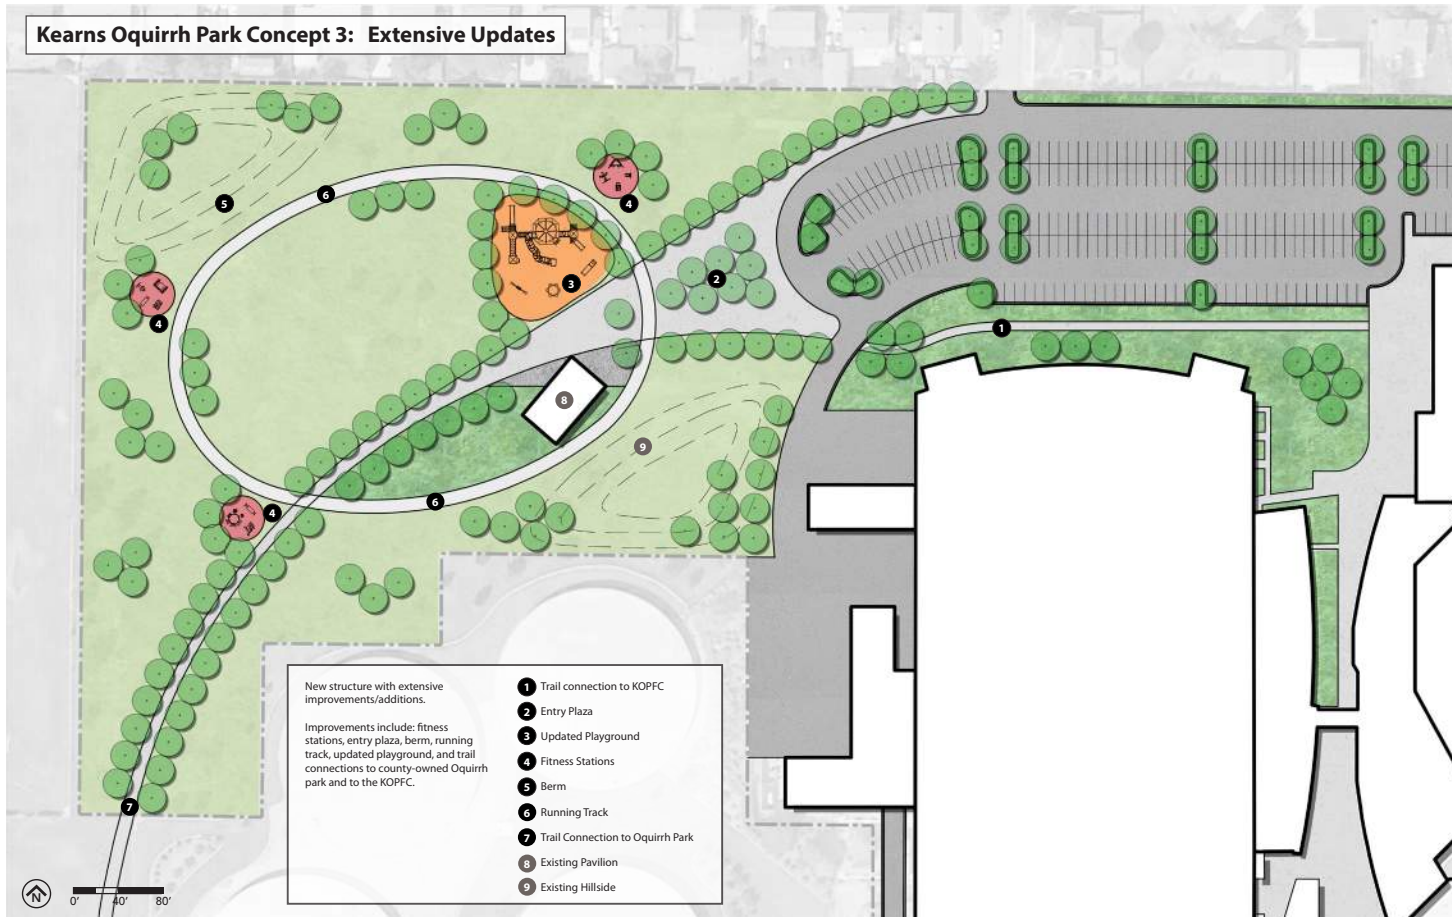 Kearns Oquirrh Park Concept 3: Extensive Updates
5
6
4
2
3
4
1
8
9
6
4
7
New structure with extensive
improvements/additions.
Improvements include: fitness
stations, entry plaza, berm, running
track, updated playground, and trail
connections to county-owned Oquirrh
park and to the KOPFC.
1 Trail connection to KOPFC
2 Entry Plaza
3 Updated Playground
4 Fitness Stations
5 Berm
6 Running Track
7 Trail Connection to Oquirrh Park
8 Existing Pavilion
9 Existing Hillside
N
0' 40' 80'